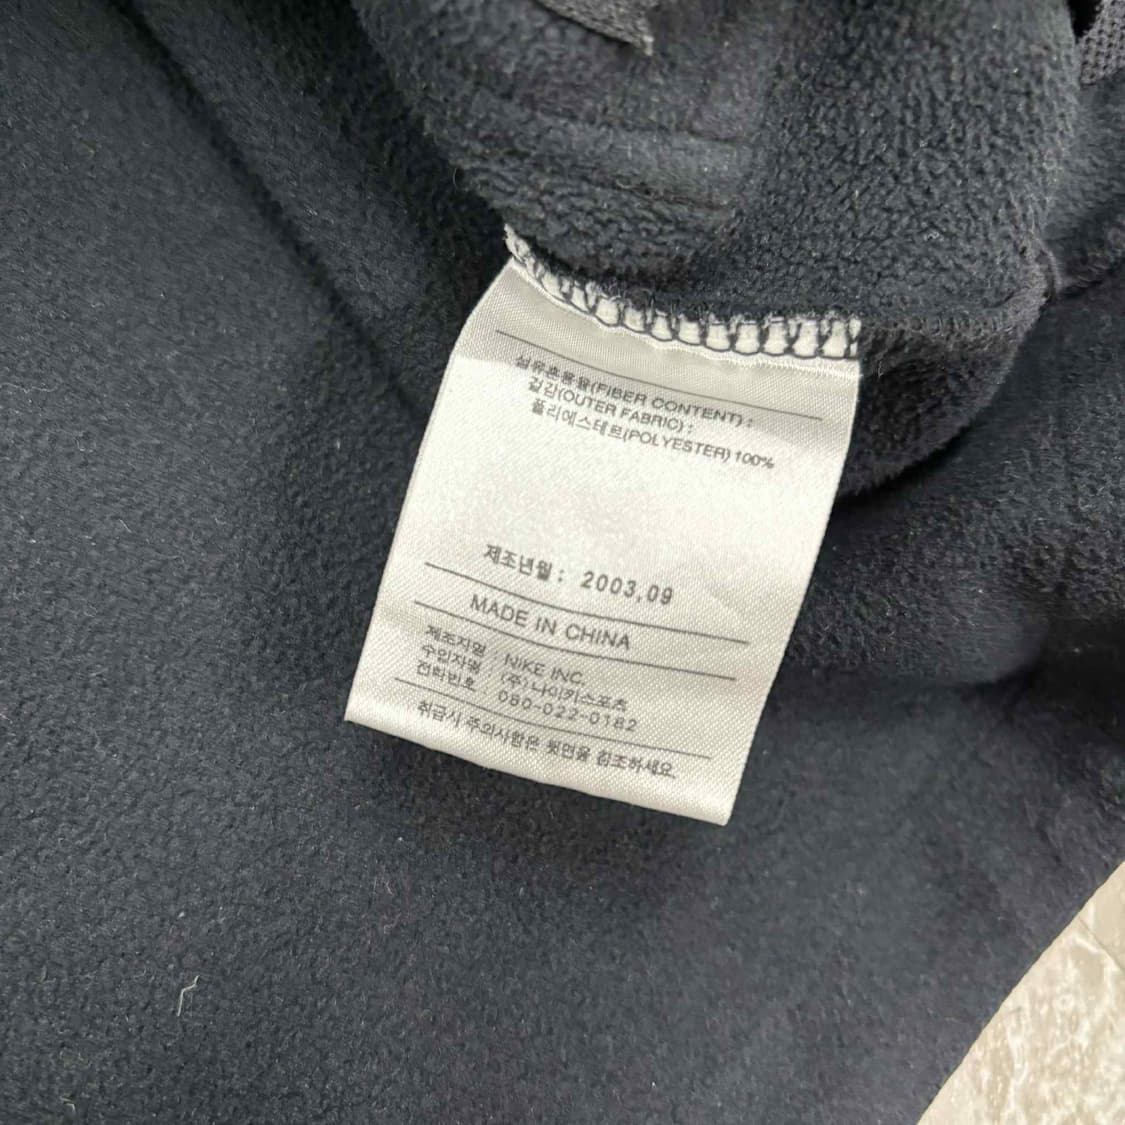 섬유혼용율(FIBER CONTENT) :
겉감(OUTER FABRIC) :
폴리에스테르(POLYESTER) 100%
제조년월 : 2003.09
MADE IN CHINA
제조자명 : NIKE INC.
수입자명 : (주)나이키스포츠
전화번호 : 080-022-0182
취급시 주의사항은 뒷면을 참조하세요.